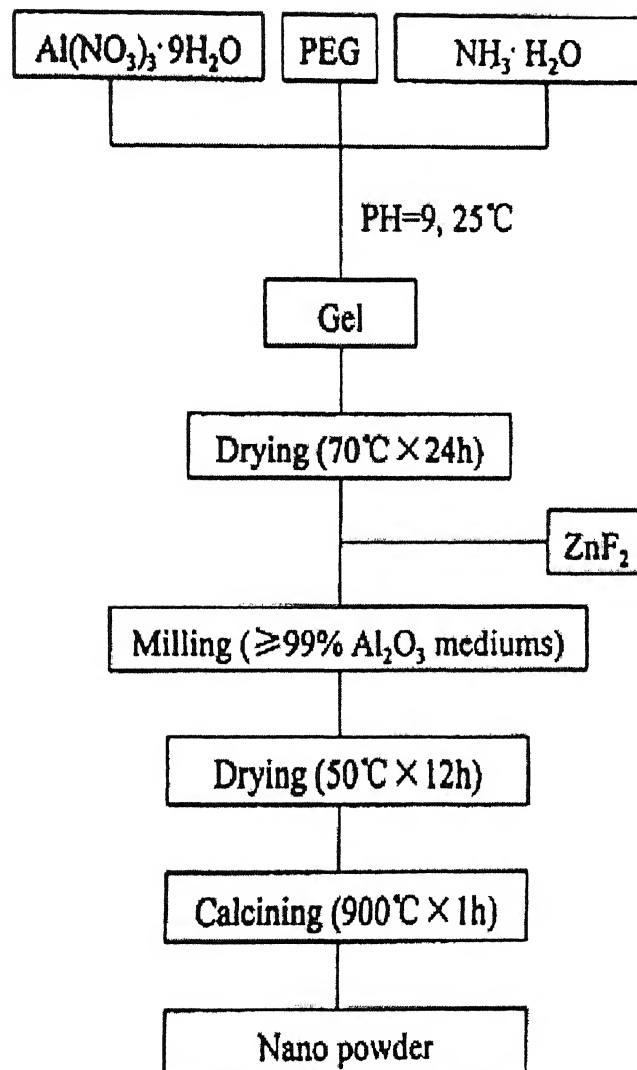 Al(NO₃)₃·9H₂O
PEG
NH₃·H₂O
PH=9, 25℃
Gel
Drying (70℃×24h)
ZnF₂
Milling (≥99% Al₂O₃ mediums)
Drying (50℃×12h)
Calcining (900℃×1h)
Nano powder